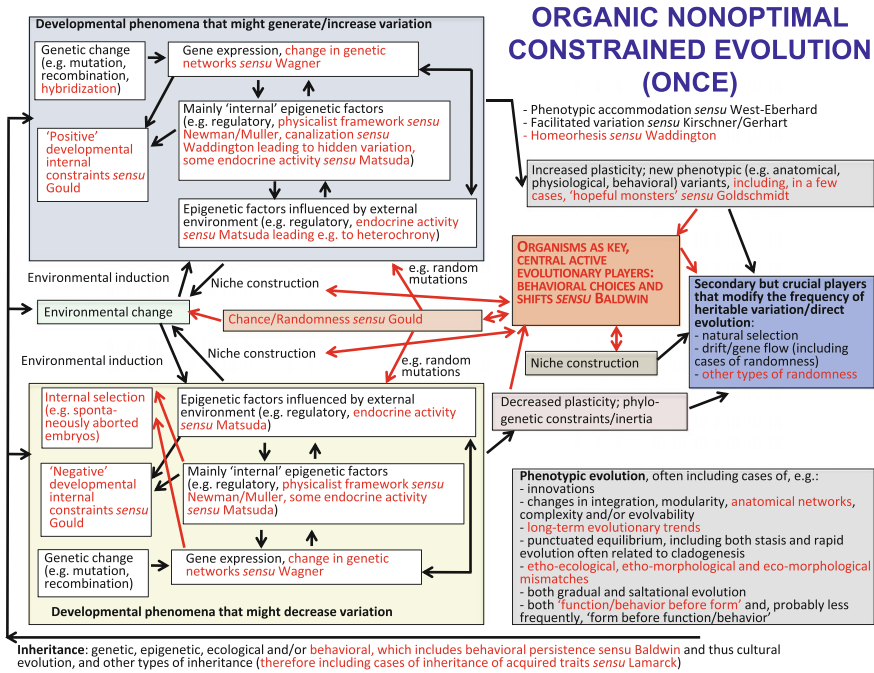 Developmental phenomena that might generate/increase variation
Genetic change
(e.g. mutation,
recombination,
hybridization)
Gene expression, change in genetic
networks sensu Wagner
Mainly ‘internal’ epigenetic factors
(e.g. regulatory, physicalist framework sensu
Newman/Muller, canalization sensu
Waddington leading to hidden variation,
some endocrine activity sensu Matsuda)
‘Positive’
developmental
internal
constraints sensu
Gould
Epigenetic factors influenced by external
environment (e.g. regulatory, endocrine activity
sensu Matsuda leading e.g. to heterochrony)
ORGANIC NONOPTIMAL
CONSTRAINED EVOLUTION
(ONCE)
- Phenotypic accommodation sensu West-Eberhard
- Facilitated variation sensu Kirschner/Gerhart
- Homeorhesis sensu Waddington
Increased plasticity; new phenotypic (e.g. anatomical,
physiological, behavioral) variants, including, in a few
cases, ‘hopeful monsters’ sensu Goldschmidt
ORGANISMS AS KEY,
CENTRAL ACTIVE
EVOLUTIONARY PLAYERS:
BEHAVIORAL CHOICES AND
SHIFTS SENSU BALDWIN
Secondary but crucial players
that modify the frequency of
heritable variation/direct
evolution:
- natural selection
- drift/gene flow (including
cases of randomness)
- other types of randomness
Environmental induction
Niche construction
e.g. random
mutations
Environmental change
Chance/Randomness sensu Gould
Environmental induction
Niche construction
e.g. random
mutations
Niche construction
Decreased plasticity; phylo-
genetic constraints/inertia
Internal selection
(e.g. sponta-
neously aborted
embryos)
Epigenetic factors influenced by external
environment (e.g. regulatory, endocrine activity
sensu Matsuda)
‘Negative’
developmental
internal
constraints sensu
Gould
Mainly ‘internal’ epigenetic factors
(e.g. regulatory, physicalist framework sensu
Newman/Muller, some endocrine activity
sensu Matsuda)
Genetic change
(e.g. mutation,
recombination)
Gene expression, change in genetic
networks sensu Wagner
Developmental phenomena that might decrease variation
Phenotypic evolution, often including cases of, e.g.:
- innovations
- changes in integration, modularity, anatomical networks,
complexity and/or evolvability
- long-term evolutionary trends
- punctuated equilibrium, including both stasis and rapid
evolution often related to cladogenesis
- etho-ecological, etho-morphological and eco-morphological
mismatches
- both gradual and saltational evolution
- both ‘function/behavior before form’ and, probably less
frequently, ‘form before function/behavior’
Inheritance: genetic, epigenetic, ecological and/or behavioral, which includes behavioral persistence sensu Baldwin and thus cultural
evolution, and other types of inheritance (therefore including cases of inheritance of acquired traits sensu Lamarck)